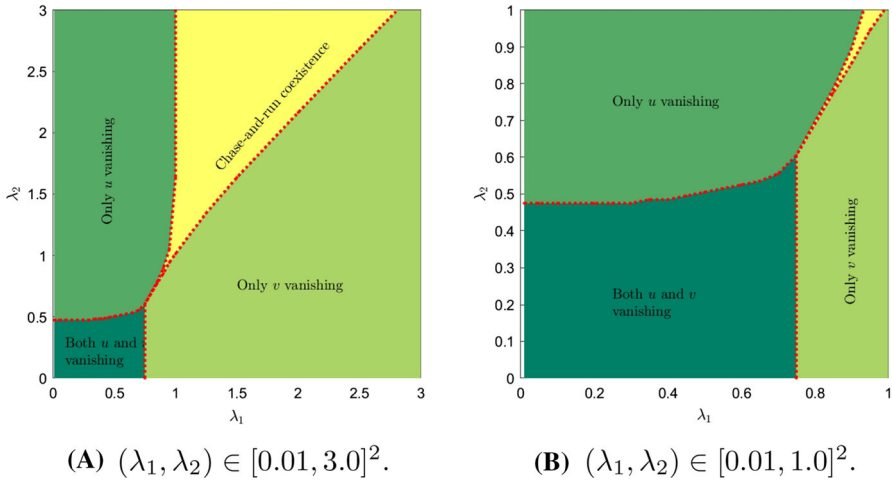 3
2.5
2
1.5
1
0.5
0
λ₂
Only u vanishing
Chase-and-run coexistence
Only v vanishing
Both u and
vanishing
0 0.5 1 1.5 2 2.5 3
λ₁
(A) (λ₁, λ₂) ∈ [0.01, 3.0]².
1
0.9
0.8
0.7
0.6
0.5
0.4
0.3
0.2
0.1
0
λ₂
Only u vanishing
Both u and v
vanishing
Only v vanishing
0 0.2 0.4 0.6 0.8 1
λ₁
(B) (λ₁, λ₂) ∈ [0.01, 1.0]².